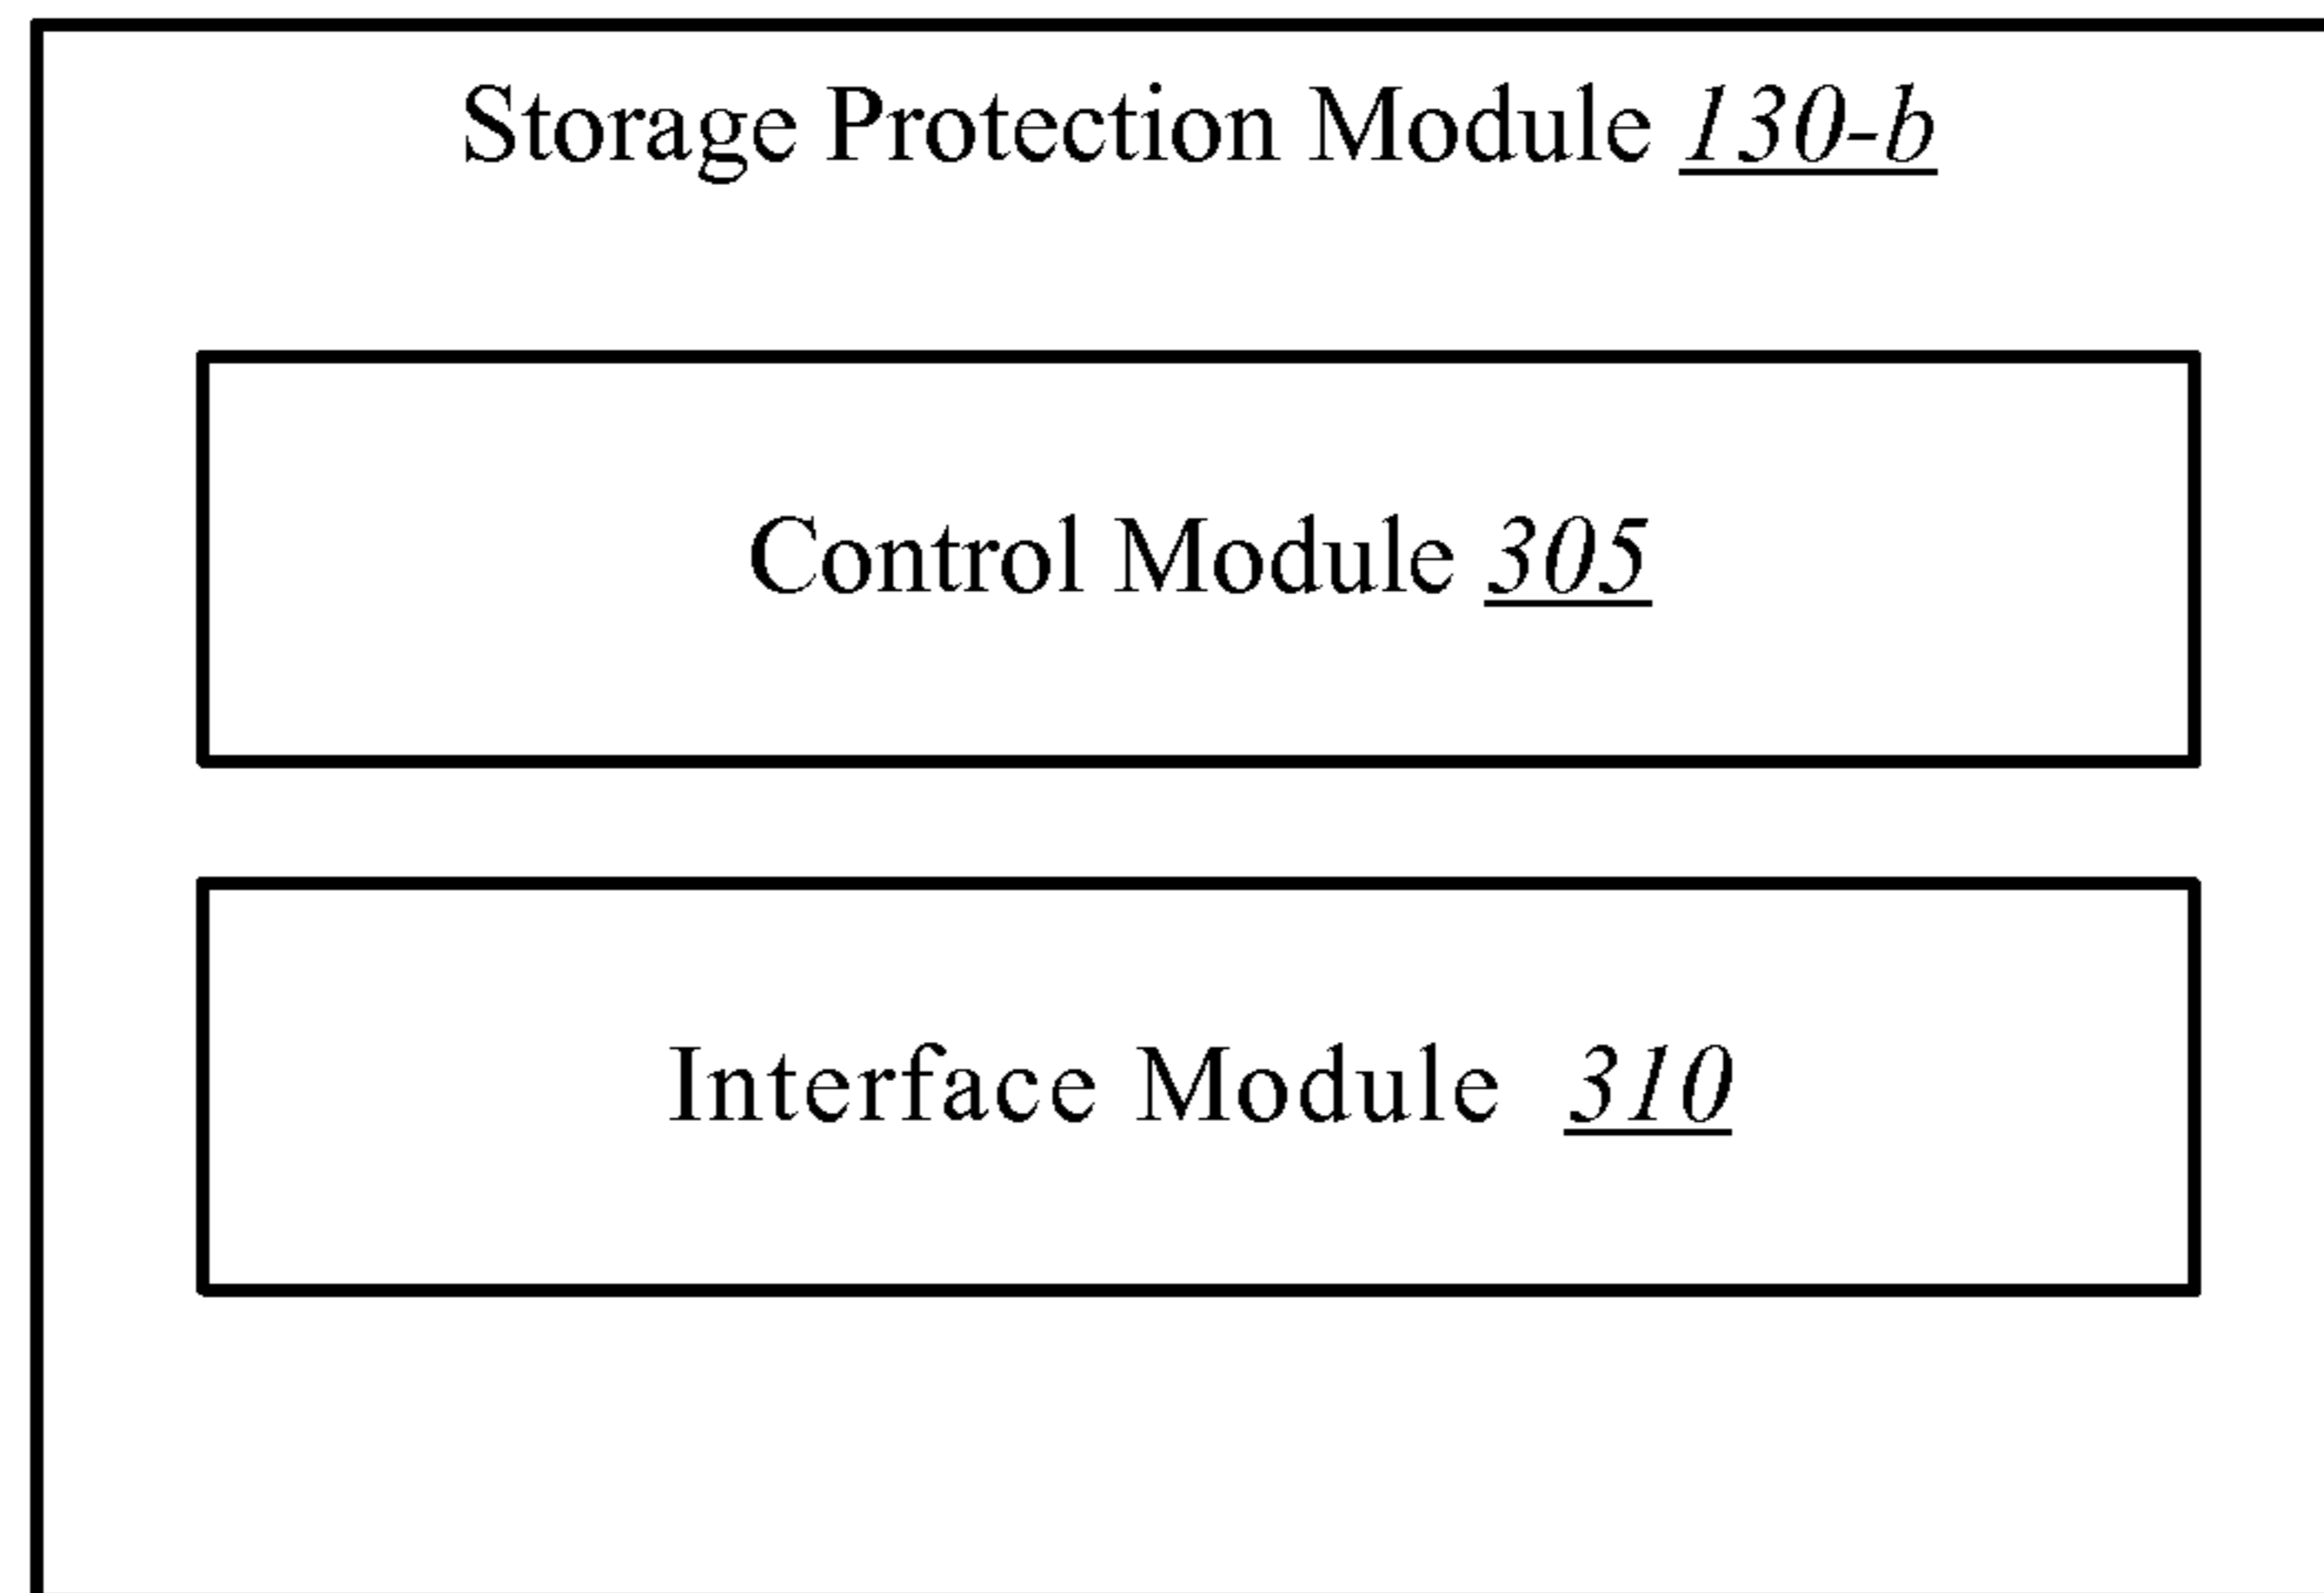 Storage Protection Module 130-b
Control Module 305
Interface Module 310